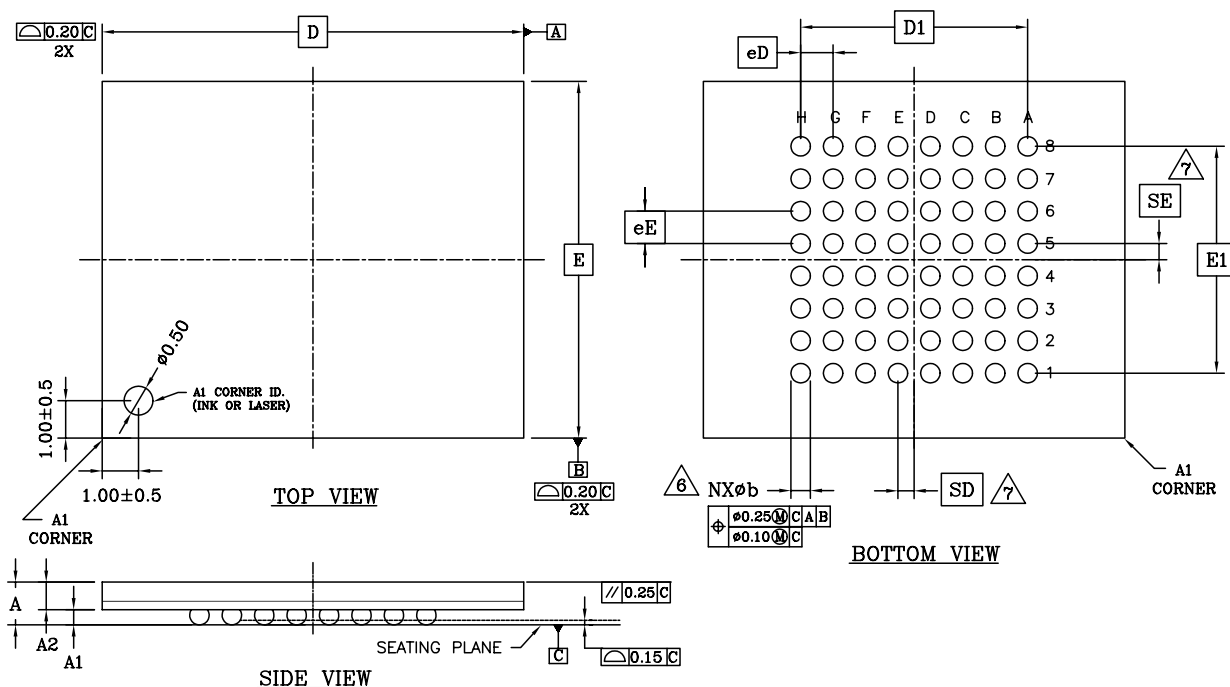 ⌓ 0.20 C
2X
D
A
E
ø0.50
A1 CORNER ID.
(INK OR LASER)
1.00±0.5
1.00±0.5
B
⌓ 0.20 C
2X
TOP VIEW
A1
CORNER
D1
eD
H G F E D C B A
8
7
6
5
4
3
2
1
7
SE
eE
E1
6 NXøb
⌖ ø0.25Ⓜ C A B
ø0.10Ⓜ C
SD 7
A1
CORNER
BOTTOM VIEW
A
A2
A1
// 0.25 C
SEATING PLANE
C
⌓ 0.15 C
SIDE VIEW